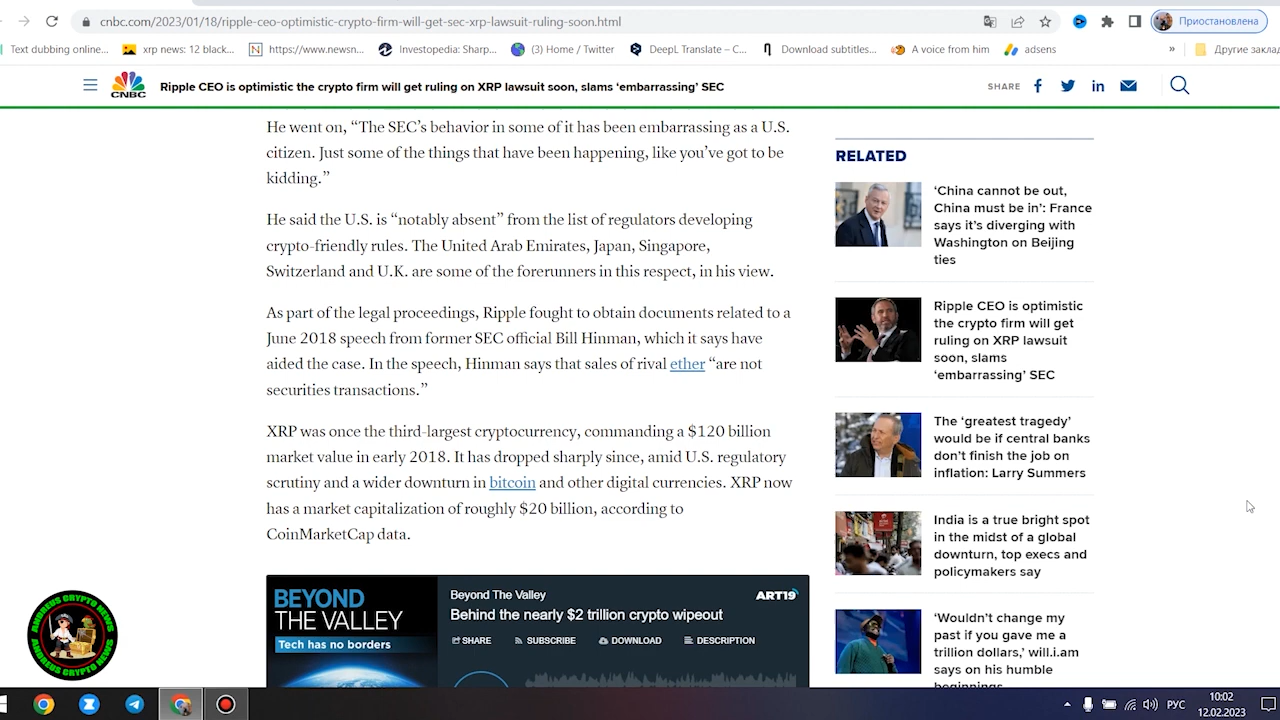 cnbc.com/2023/01/18/ripple-ceo-optimistic-crypto-firm-will-get-sec-xrp-lawsuit-ruling-soon.html
Приостановлена
Text dubbing online...
xrp news: 12 black...
https://www.newsn...
Investopedia: Sharp...
(3) Home / Twitter
DeepL Translate – C...
Download subtitles...
A voice from him
adsens
»
Другие заклад
CNBC
Ripple CEO is optimistic the crypto firm will get ruling on XRP lawsuit soon, slams ‘embarrassing’ SEC
SHARE
He went on, “The SEC’s behavior in some of it has been embarrassing as a U.S.
citizen. Just some of the things that have been happening, like you’ve got to be
kidding.”
He said the U.S. is “notably absent” from the list of regulators developing
crypto-friendly rules. The United Arab Emirates, Japan, Singapore,
Switzerland and U.K. are some of the forerunners in this respect, in his view.
As part of the legal proceedings, Ripple fought to obtain documents related to a
June 2018 speech from former SEC official Bill Hinman, which it says have
aided the case. In the speech, Hinman says that sales of rival ether “are not
securities transactions.”
XRP was once the third-largest cryptocurrency, commanding a $120 billion
market value in early 2018. It has dropped sharply since, amid U.S. regulatory
scrutiny and a wider downturn in bitcoin and other digital currencies. XRP now
has a market capitalization of roughly $20 billion, according to
CoinMarketCap data.
BEYOND
THE VALLEY
Tech has no borders
Beyond The Valley
Behind the nearly $2 trillion crypto wipeout
ART19
SHARE
SUBSCRIBE
DOWNLOAD
DESCRIPTION
RELATED
‘China cannot be out,
China must be in’: France
says it’s diverging with
Washington on Beijing
ties
Ripple CEO is optimistic
the crypto firm will get
ruling on XRP lawsuit
soon, slams
‘embarrassing’ SEC
The ‘greatest tragedy’
would be if central banks
don’t finish the job on
inflation: Larry Summers
India is a true bright spot
in the midst of a global
downturn, top execs and
policymakers say
‘Wouldn’t change my
past if you gave me a
trillion dollars,’ will.i.am
says on his humble
beginnings
ANDREUS CRYPTO NEWS
ANDREUS CRYPTO NEWS
РУС
10:02
12.02.2023